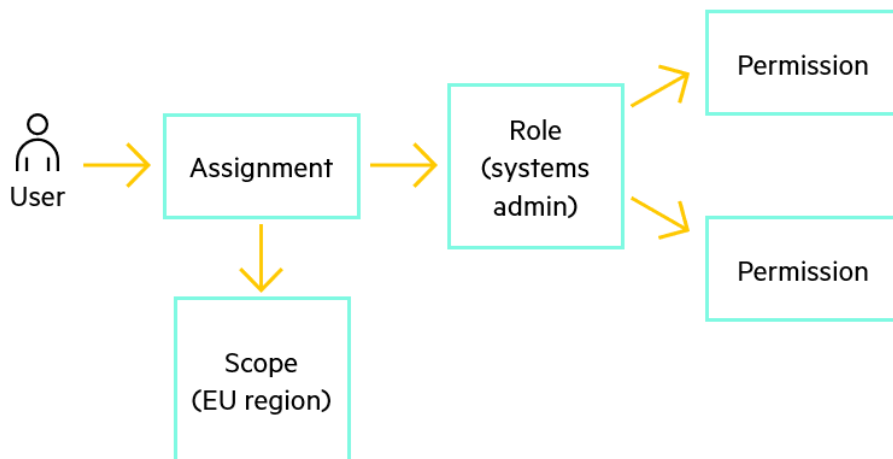 User
Assignment
Role
(systems
admin)
Permission
Permission
Scope
(EU region)